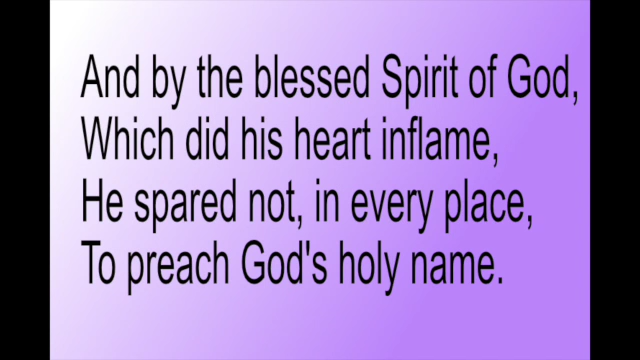 And by the blessed Spirit of God,
Which did his heart inflame,
He spared not, in every place,
To preach God's holy name.